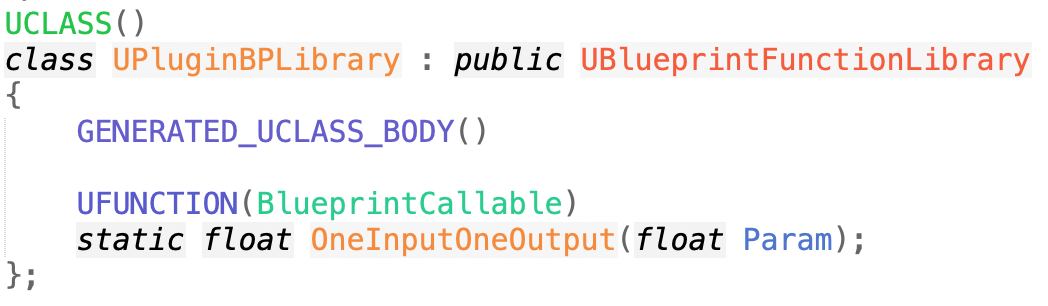 UCLASS()
class UPluginBPLibrary : public UBlueprintFunctionLibrary
{
GENERATED_UCLASS_BODY()
UFUNCTION(BlueprintCallable)
static float OneInputOneOutput(float Param);
};